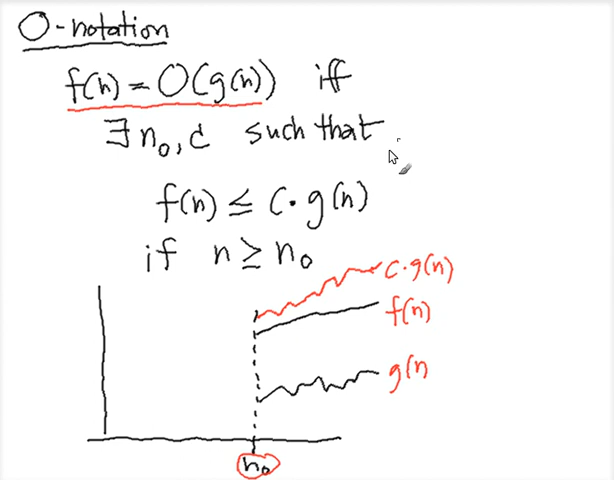 O-notation
f(n) = O(g(n)) iff
∃ n₀, c such that
f(n) ≤ c · g(n)
if n ≥ n₀
c·g(n)
f(n)
g(n
n₀